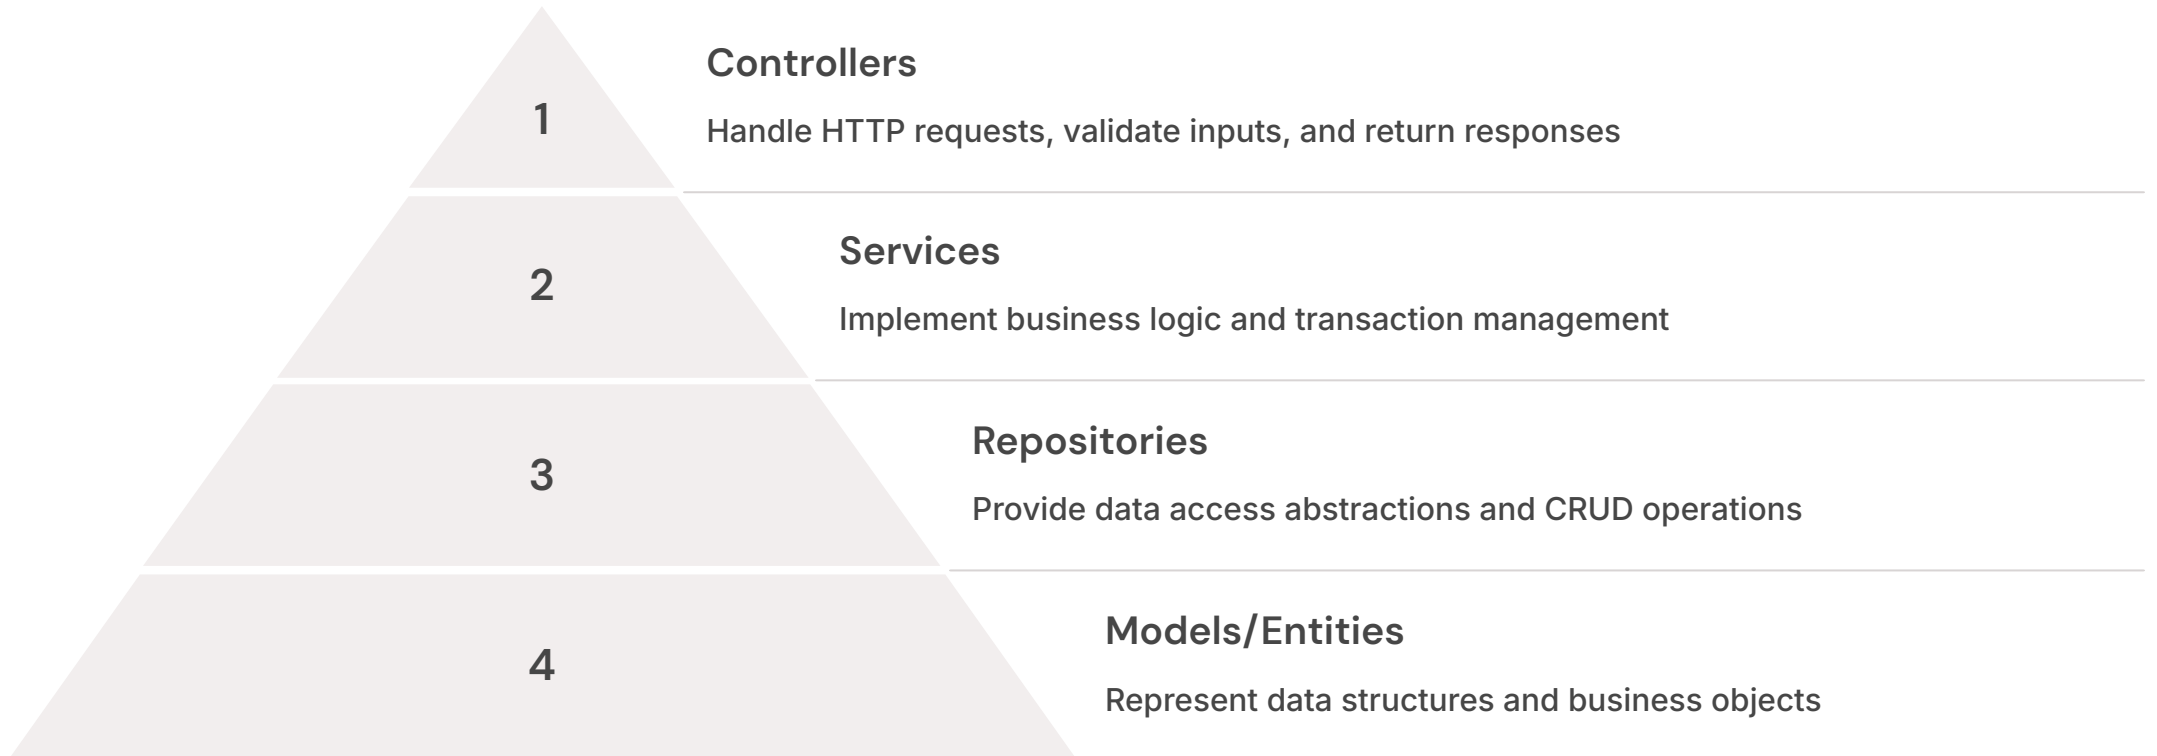 1
Controllers
Handle HTTP requests, validate inputs, and return responses
2
Services
Implement business logic and transaction management
3
Repositories
Provide data access abstractions and CRUD operations
4
Models/Entities
Represent data structures and business objects